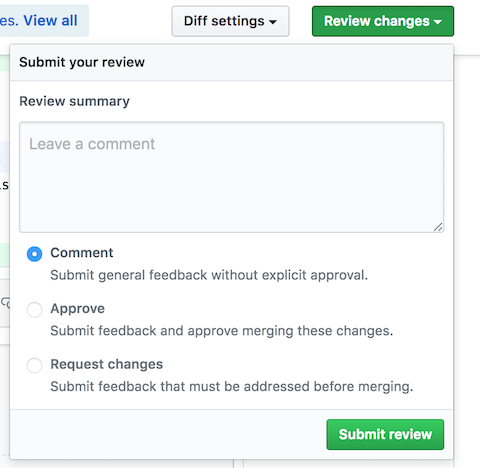 es. View all
Diff settings
Review changes
Submit your review
Review summary
Leave a comment
Comment
Submit general feedback without explicit approval.
Approve
Submit feedback and approve merging these changes.
Request changes
Submit feedback that must be addressed before merging.
Submit review